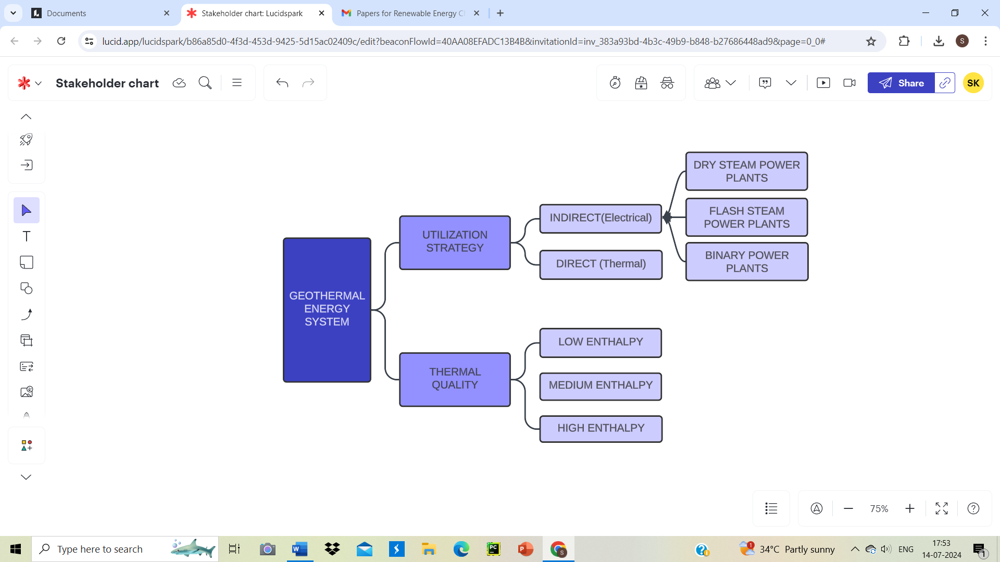 Documents
Stakeholder chart: Lucidspark
Papers for Renewable Energy
lucid.app/lucidspark/b86a85d0-4f3d-453d-9425-5d15ac02409c/edit?beaconFlowId=40AA08EFADC13B4B&invitationId=inv_383a93bd-4b3c-49b9-b848-b27686448ad9&page=0_0#
S
Stakeholder chart
Share
SK
DRY STEAM POWER
PLANTS
FLASH STEAM
POWER PLANTS
BINARY POWER
PLANTS
INDIRECT(Electrical)
DIRECT (Thermal)
UTILIZATION
STRATEGY
GEOTHERMAL
ENERGY
SYSTEM
THERMAL
QUALITY
LOW ENTHALPY
MEDIUM ENTHALPY
HIGH ENTHALPY
75%
Type here to search
PC
1
34°C Partly sunny
ENG
17:53
14-07-2024
1